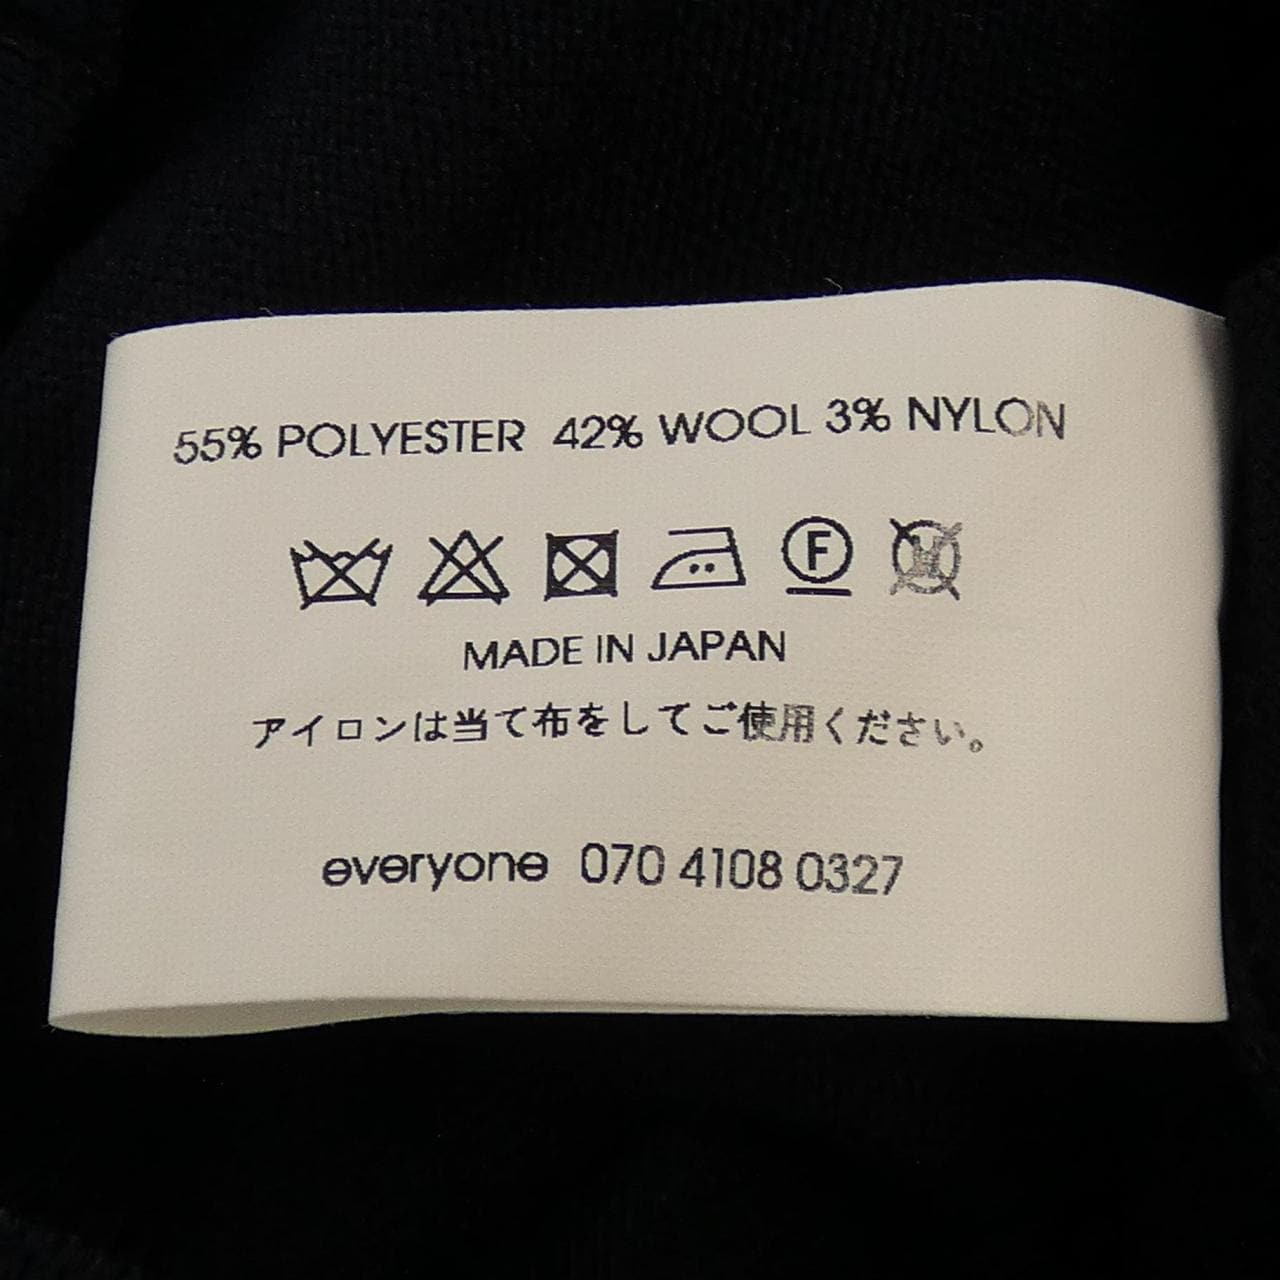 55% POLYESTER 42% WOOL 3% NYLON
F W
MADE IN JAPAN
アイロンは当て布をしてご使用ください。
everyone 070 4108 0327